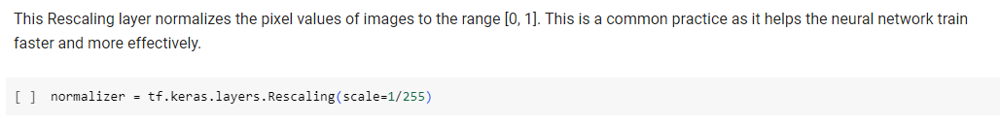 This Rescaling layer normalizes the pixel values of images to the range [0, 1]. This is a common practice as it helps the neural network train
faster and more effectively.
[ ] normalizer = tf.keras.layers.Rescaling(scale=1/255)